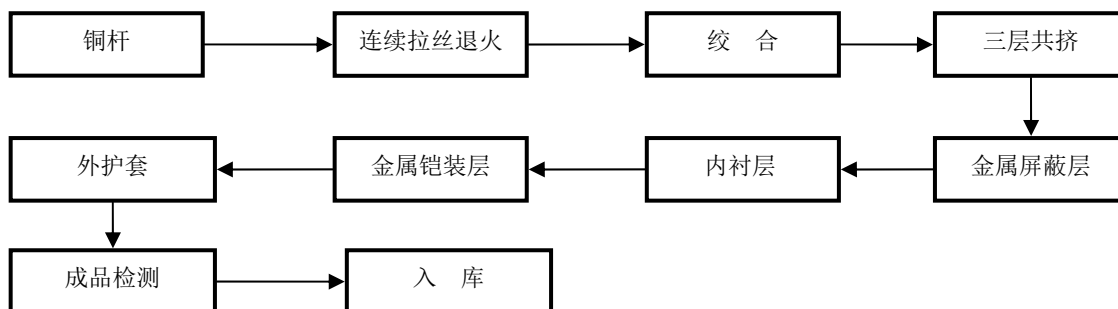 铜杆
连续拉丝退火
绞 合
三层共挤
金属屏蔽层
内衬层
金属铠装层
外护套
成品检测
入 库